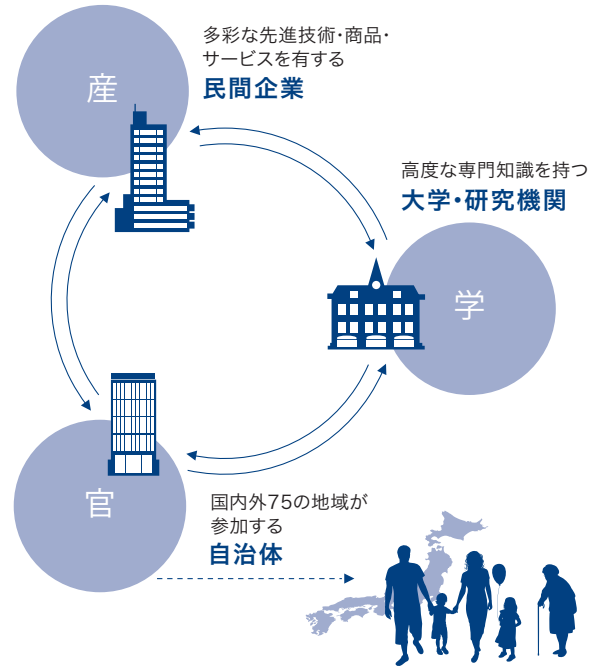 産
多彩な先進技術・商品・
サービスを有する
民間企業
高度な専門知識を持つ
大学・研究機関
学
官
国内外75の地域が
参加する
自治体